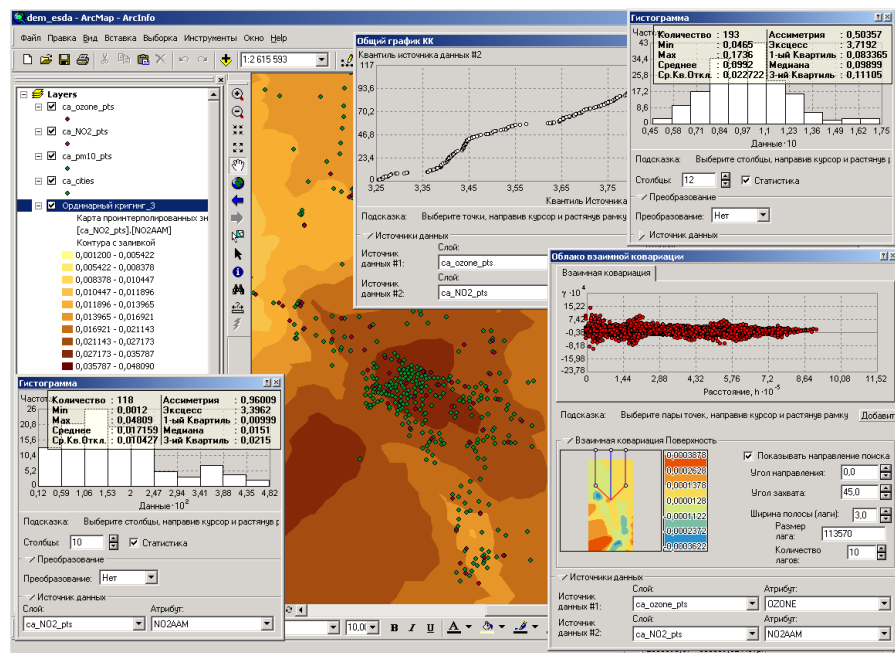 dem_esda - ArcMap - ArcInfo
Файл Правка Вид Вставка Выборка Инструменты Окно Help
1:2 615 593
Layers
ca_ozone_pts
ca_NO2_pts
ca_pm10_pts
ca_cities
Ординарный кригинг_3
Карта проинтерполированных зн
[ca_NO2_pts].[NO2AAM]
Контура с заливкой
0,001200 - 0,005422
0,005422 - 0,008378
0,008378 - 0,010447
0,010447 - 0,011896
0,011896 - 0,013965
0,013965 - 0,016921
0,016921 - 0,021143
0,021143 - 0,027173
0,027173 - 0,035787
0,035787 - 0,048090
Общий график КК
Квантиль источника данных #2
117
93,6
70,2
46,8
23,4
0
3,25 3,35 3,45 3,55 3,65 3,75
Квантиль Источника
Подсказка: Выберите точки, направив курсор и растянув рамку
Источники данных
Источник данных #1:
Слой:
ca_ozone_pts
Источник данных #2:
Слой:
ca_NO2_pts
Гистограмма
Количество : 193 Ассиметрия : 0,50357
Min : 0,0465 Эксцесс : 3,7192
Max : 0,1736 1-ый Квартиль : 0,083365
Среднее : 0,0992 Медиана : 0,09899
Ср.Кв.Откл. : 0,022722 3-ий Квартиль : 0,11105
43
34,4
25,8
17,2
8,6
0
0,45 0,58 0,71 0,84 0,97 1,1 1,23 1,36 1,49 1,62 1,75
Данные·10
Подсказка: Выберите столбцы, направив курсор и растянув р
Столбцы: 12 Статистика
Преобразование
Преобразование: Нет
Источник данных
Облако взаимной ковариации
Взаимная ковариация
γ·10⁴
15,22
7,42
-0,38
-8,18
-15,98
-23,78
0 1,44 2,88 4,32 5,76 7,2 8,64 10,08 11,52
Расстояние, h·10⁻⁵
Подсказка: Выберите пары точек, направив курсор и растянув рамку Добавит
Взаимная ковариация Поверхность
0,0003878
0,0002628
0,0001378
0,0000128
-0,0001122
-0,0002372
-0,0003622
Показывать направление поиска
Угол направления: 0,0
Угол захвата: 45,0
Ширина полосы (лаги): 3,0
Размер лага: 113570
Количество лагов: 10
Источники данных
Источник данных #1:
Слой: Атрибут:
ca_ozone_pts OZONE
Источник данных #2:
Слой: Атрибут:
ca_NO2_pts NO2AAM
Гистограмма
Количество : 118 Ассиметрия : 0,96009
Min : 0,0012 Эксцесс : 3,3962
Max : 0,04809 1-ый Квартиль : 0,00999
Среднее : 0,017159 Медиана : 0,0151
Ср.Кв.Откл. : 0,010427 3-ий Квартиль : 0,0215
26
20,8
15,6
10,4
5,2
0
0,12 0,59 1,06 1,53 2 2,47 2,94 3,41 3,88 4,35 4,82
Данные·10²
Подсказка: Выберите столбцы, направив курсор и растянув р
Столбцы: 10 Статистика
Преобразование
Преобразование: Нет
Источник данных
Слой: Атрибут:
ca_NO2_pts NO2AAM